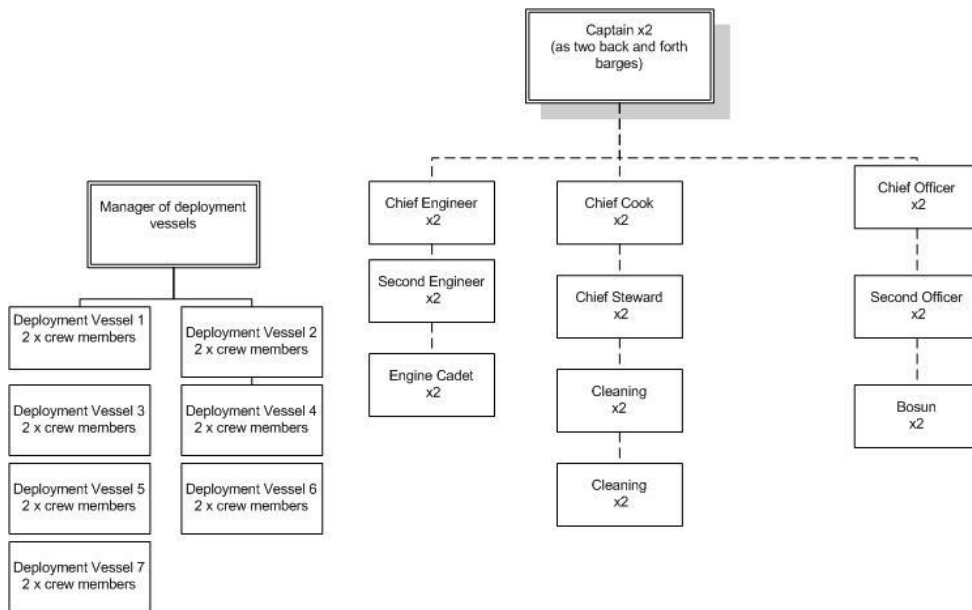 Captain x2
(as two back and forth
barges)
Manager of deployment
vessels
Deployment Vessel 1
2 x crew members
Deployment Vessel 2
2 x crew members
Deployment Vessel 3
2 x crew members
Deployment Vessel 4
2 x crew members
Deployment Vessel 5
2 x crew members
Deployment Vessel 6
2 x crew members
Deployment Vessel 7
2 x crew members
Chief Engineer
x2
Second Engineer
x2
Engine Cadet
x2
Chief Cook
x2
Chief Steward
x2
Cleaning
x2
Cleaning
x2
Chief Officer
x2
Second Officer
x2
Bosun
x2